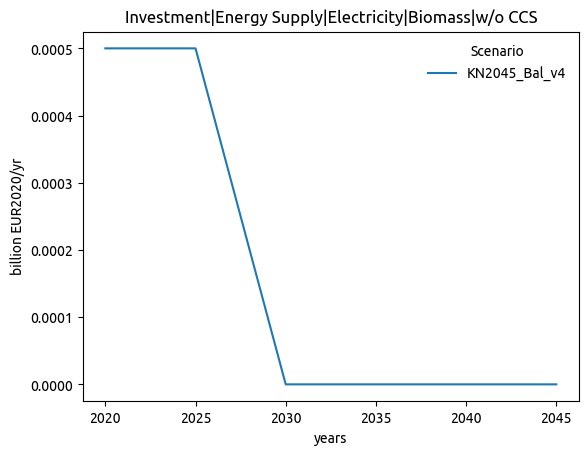 Investment|Energy Supply|Electricity|Biomass|w/o CCS
Scenario
KN2045_Bal_v4
billion EUR2020/yr
0.0005
0.0004
0.0003
0.0002
0.0001
0.0000
2020 2025 2030 2035 2040 2045
years